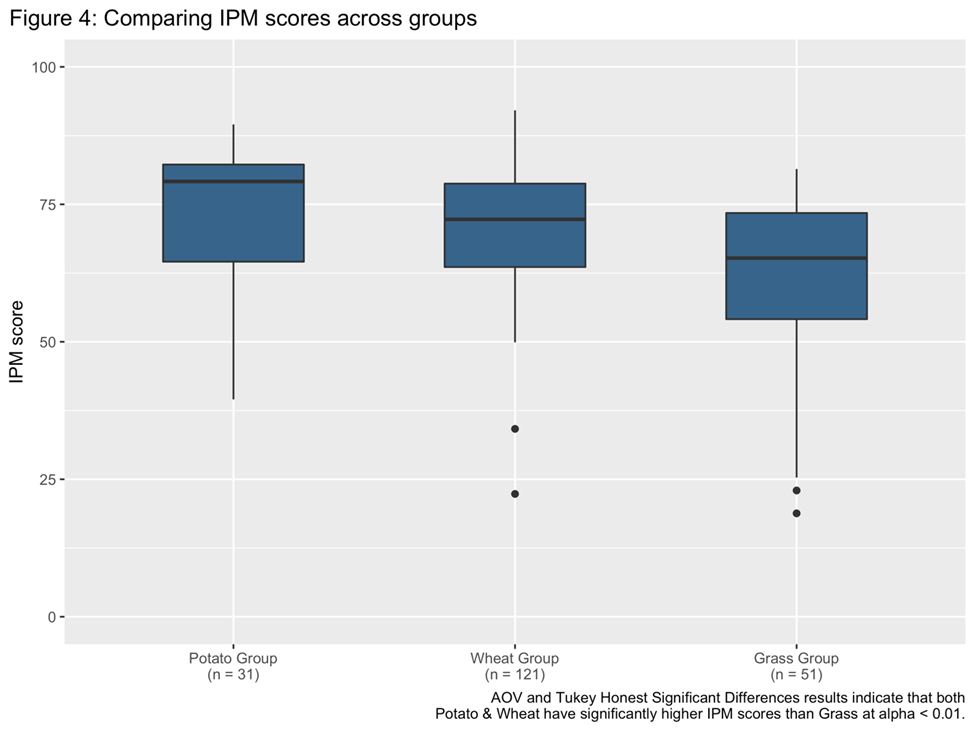 Figure 4: Comparing IPM scores across groups
100
75
50
25
0
IPM score
Potato Group
(n = 31)
Wheat Group
(n = 121)
Grass Group
(n = 51)
AOV and Tukey Honest Significant Differences results indicate that both
Potato & Wheat have significantly higher IPM scores than Grass at alpha < 0.01.